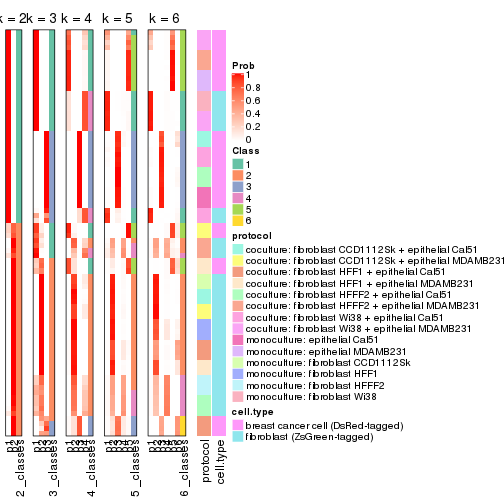 k = 2 k = 3 k = 4 k = 5 k = 6
Prob
1
0.8
0.6
0.4
0.2
0
Class
1
2
3
4
5
6
protocol
coculture: fibroblast CCD1112Sk + epithelial Cal51
coculture: fibroblast CCD1112Sk + epithelial MDAMB231
coculture: fibroblast HFF1 + epithelial Cal51
coculture: fibroblast HFF1 + epithelial MDAMB231
coculture: fibroblast HFFF2 + epithelial Cal51
coculture: fibroblast HFFF2 + epithelial MDAMB231
coculture: fibroblast Wi38 + epithelial Cal51
coculture: fibroblast Wi38 + epithelial MDAMB231
monoculture: epithelial Cal51
monoculture: epithelial MDAMB231
monoculture: fibroblast CCD1112Sk
monoculture: fibroblast HFF1
monoculture: fibroblast HFFF2
monoculture: fibroblast Wi38
cell.type
breast cancer cell (DsRed-tagged)
fibroblast (ZsGreen-tagged)
2_classes
3_classes
4_classes
5_classes
6_classes
protocol
cell.type